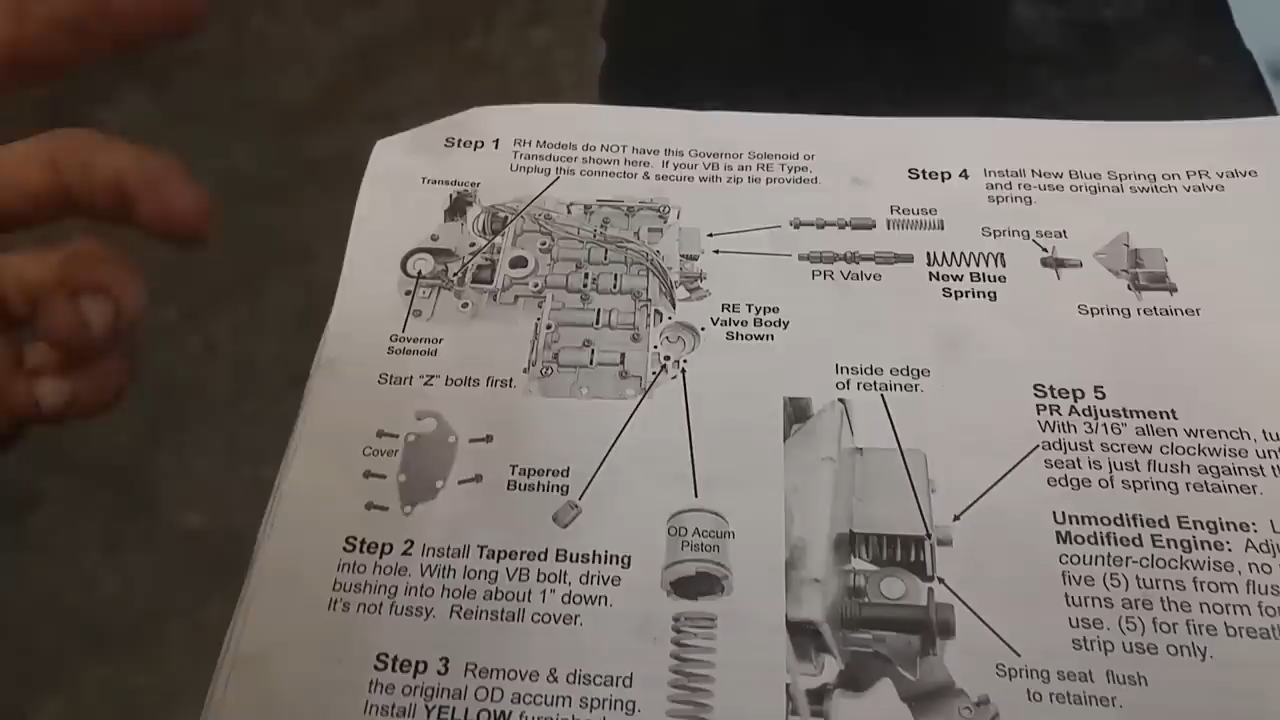 Step 1
RH Models do NOT have this Governor Solenoid or
Transducer shown here. If your VB is an RE Type,
Unplug this connector & secure with zip tie provided.
Transducer
Governor
Solenoid
Start "Z" bolts first.
Cover
Tapered
Bushing
RE Type
Valve Body
Shown
OD Accum
Piston
Step 2 Install Tapered Bushing
into hole. With long VB bolt, drive
bushing into hole about 1" down.
It's not fussy. Reinstall cover.
Step 3 Remove & discard
the original OD accum spring.
Install YELLOW
Step 4 Install New Blue Spring on PR valve
and re-use original switch valve
spring.
Reuse
Spring seat
PR Valve
New Blue
Spring
Spring retainer
Inside edge
of retainer.
Step 5
PR Adjustment
With 3/16" allen wrench,
adjust screw clockwise
seat is just flush against
edge of spring retainer.
Unmodified Engine:
Modified Engine:
counter-clockwise, no
five (5) turns from flus
turns are the norm fo
use. (5) for fire
strip use only.
Spring seat flush
to retainer.